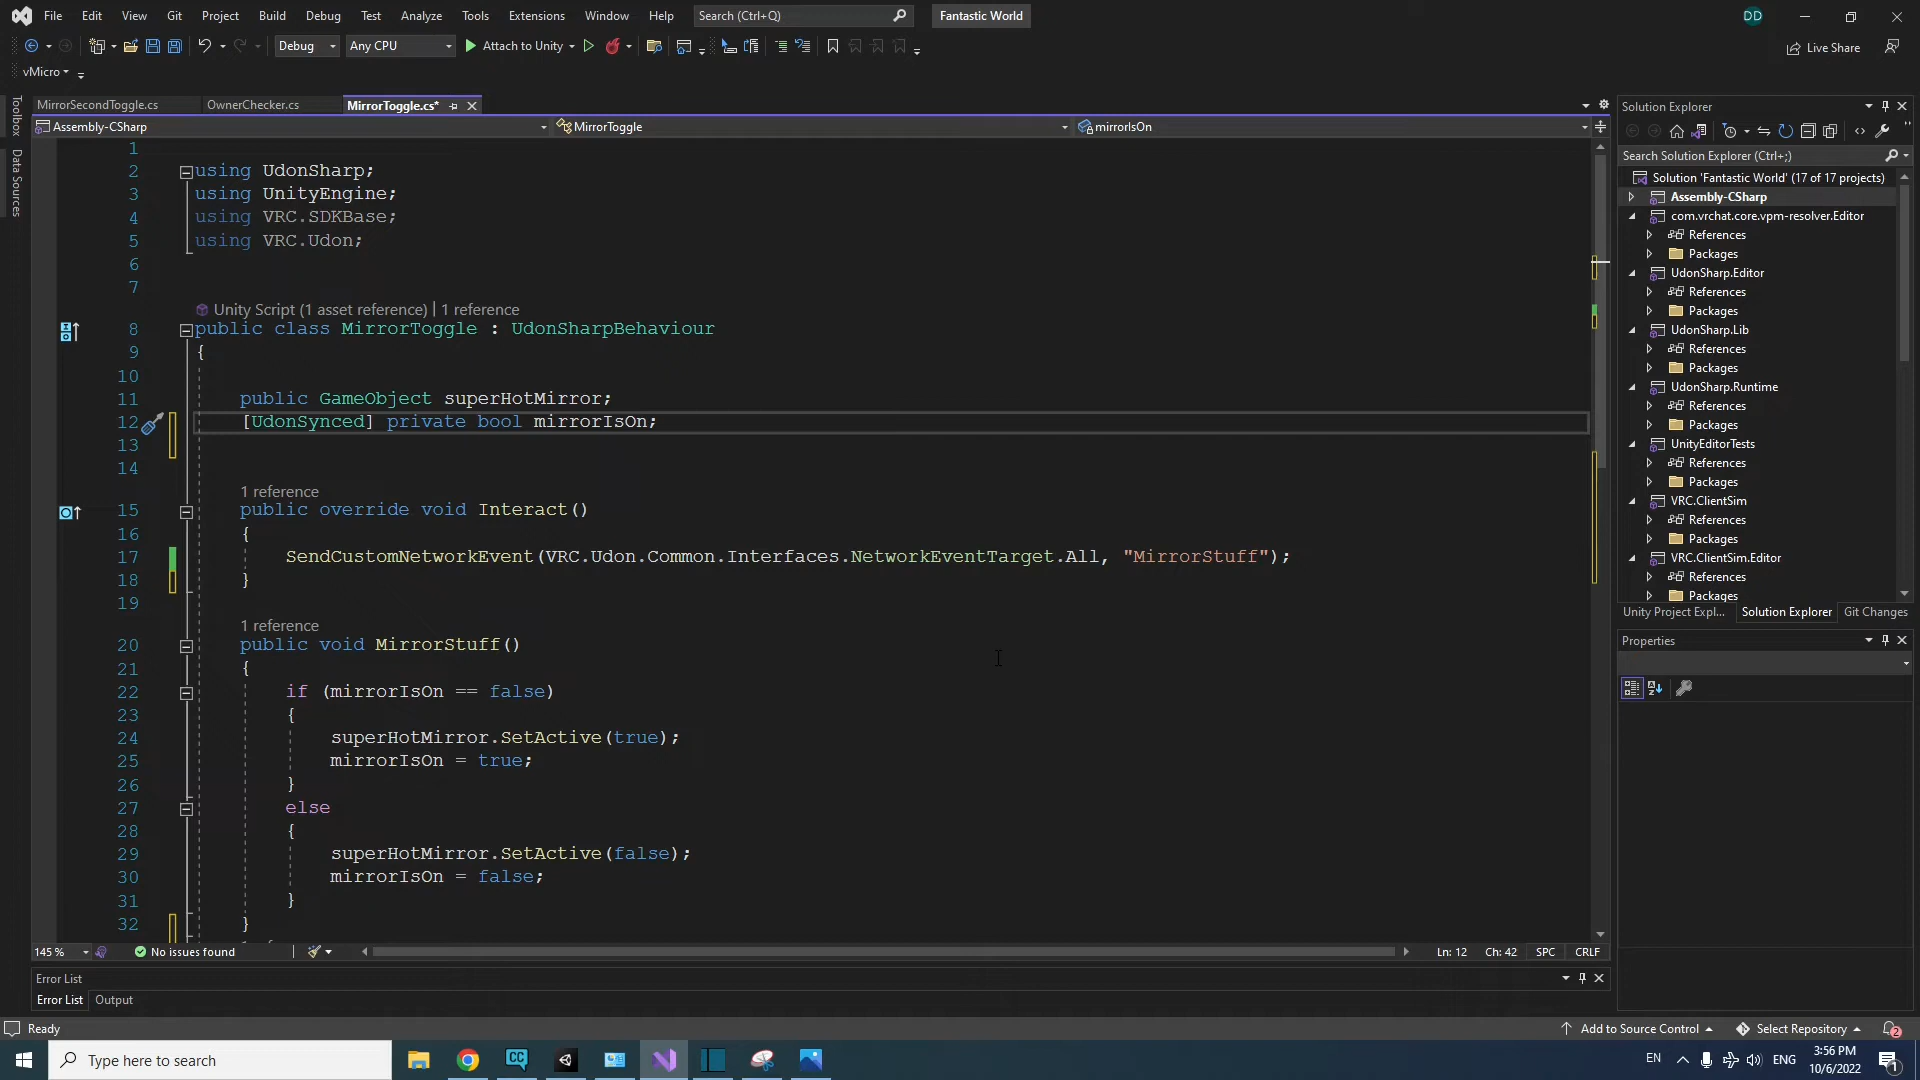 File Edit View Git Project Build Debug Test Analyze Tools Extensions Window Help Search (Ctrl+Q) Fantastic World DD
Debug Any CPU Attach to Unity Live Share
vMicro
MirrorSecondToggle.cs OwnerChecker.cs MirrorToggle.cs*
Assembly-CSharp MirrorToggle mirrorIsOn
Toolbox
Data Sources
1
2 using UdonSharp;
3 using UnityEngine;
4 using VRC.SDKBase;
5 using VRC.Udon;
6
7
Unity Script (1 asset reference) | 1 reference
8 public class MirrorToggle : UdonSharpBehaviour
9 {
10
11 public GameObject superHotMirror;
12 [UdonSynced] private bool mirrorIsOn;
13
14
1 reference
15 public override void Interact()
16 {
17 SendCustomNetworkEvent(VRC.Udon.Common.Interfaces.NetworkEventTarget.All, "MirrorStuff");
18 }
19
1 reference
20 public void MirrorStuff()
21 {
22 if (mirrorIsOn == false)
23 {
24 superHotMirror.SetActive(true);
25 mirrorIsOn = true;
26 }
27 else
28 {
29 superHotMirror.SetActive(false);
30 mirrorIsOn = false;
31 }
32 }
145 % No issues found Ln: 12 Ch: 42 SPC CRLF
Error List
Error List Output
Solution Explorer
Search Solution Explorer (Ctrl+;)
Solution 'Fantastic World' (17 of 17 projects)
Assembly-CSharp
com.vrchat.core.vpm-resolver.Editor
References
Packages
UdonSharp.Editor
References
Packages
UdonSharp.Lib
References
Packages
UdonSharp.Runtime
References
Packages
UnityEditorTests
References
Packages
VRC.ClientSim
References
Packages
VRC.ClientSim.Editor
References
Packages
Unity Project Expl... Solution Explorer Git Changes
Properties
Ready Add to Source Control Select Repository 2
Type here to search
CC
EN ENG 3:56 PM
10/6/2022
1